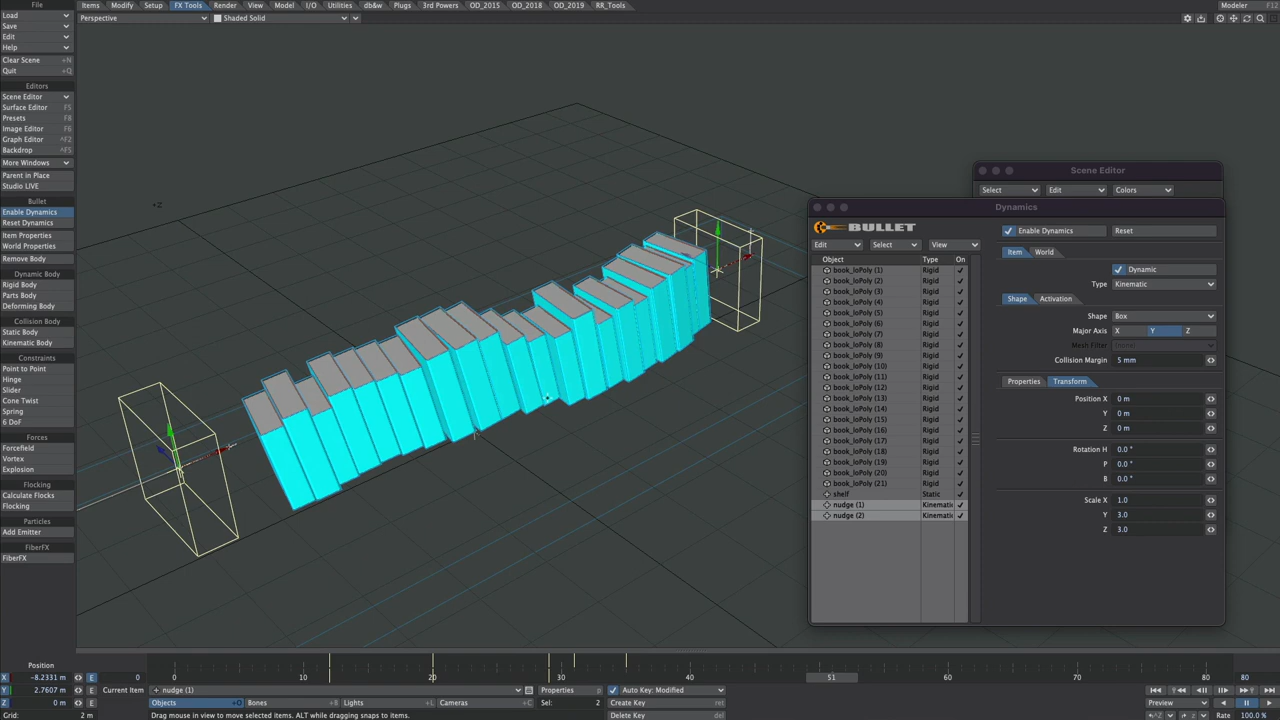 File Items Modify Setup FX Tools Render View Model I/O Utilities db&w Plugs 3rd Powers OD_2015 OD_2018 OD_2019 RR_Tools Modeler F12
Load Perspective Shaded Solid
Save
Edit
Help
Clear Scene +N
Quit +Q
Editors
Scene Editor
Surface Editor F5
Presets F8
Image Editor F6
Graph Editor ^F2
Backdrop ^F5
More Windows
Parent in Place
Studio LIVE
Bullet
Enable Dynamics
Reset Dynamics
Item Properties
World Properties
Remove Body
Dynamic Body
Rigid Body
Parts Body
Deforming Body
Collision Body
Static Body
Kinematic Body
Constraints
Point to Point
Hinge
Slider
Cone Twist
Spring
6 DoF
Forces
Forcefield
Vortex
Explosion
Flocking
Calculate Flocks
Flocking
Particles
Add Emitter
FiberFX
FiberFX
+Z
Scene Editor
Select Edit Colors
Dynamics
BULLET
Edit Select View
Object Type On
book_loPoly (1) Rigid
book_loPoly (2) Rigid
book_loPoly (3) Rigid
book_loPoly (4) Rigid
book_loPoly (5) Rigid
book_loPoly (6) Rigid
book_loPoly (7) Rigid
book_loPoly (8) Rigid
book_loPoly (9) Rigid
book_loPoly (10) Rigid
book_loPoly (11) Rigid
book_loPoly (12) Rigid
book_loPoly (13) Rigid
book_loPoly (14) Rigid
book_loPoly (15) Rigid
book_loPoly (16) Rigid
book_loPoly (17) Rigid
book_loPoly (18) Rigid
book_loPoly (19) Rigid
book_loPoly (20) Rigid
book_loPoly (21) Rigid
shelf Static
nudge (1) Kinematic
nudge (2) Kinematic
Enable Dynamics Reset
Item World
Dynamic
Type Kinematic
Shape Activation
Shape Box
Major Axis X Y Z
Mesh Filter (none)
Collision Margin 5 mm
Properties Transform
Position X 0 m
Y 0 m
Z 0 m
Rotation H 0.0 °
P 0.0 °
B 0.0 °
Scale X 1.0
Y 3.0
Z 3.0
Position
X -8.2331 m E 0 0 10 20 30 40 51 60 70 80 80
Y 2.7607 m E Current Item nudge (1) Properties p Auto Key: Modified
Z 0 m E Objects +O Bones +B Lights +L Cameras +C Sel: 2 Create Key ret Preview
Grid: 2 m Drag mouse in view to move selected items. ALT while dragging snaps to items. Delete Key del ^Z z Rate 100.0 %